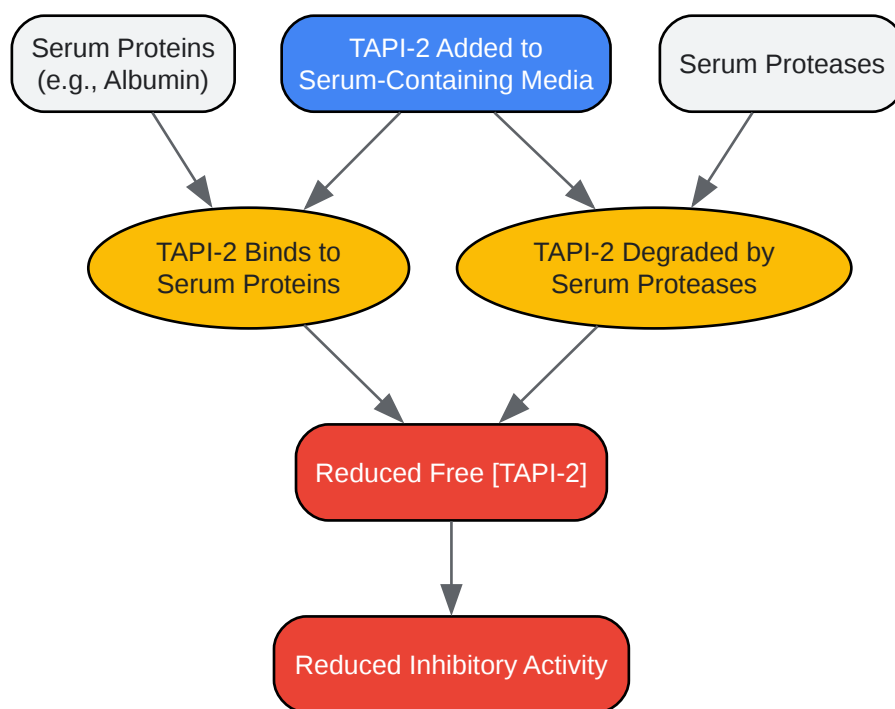 Serum Proteins
(e.g., Albumin)
TAPI-2 Added to
Serum-Containing Media
Serum Proteases
TAPI-2 Binds to
Serum Proteins
TAPI-2 Degraded by
Serum Proteases
Reduced Free [TAPI-2]
Reduced Inhibitory Activity